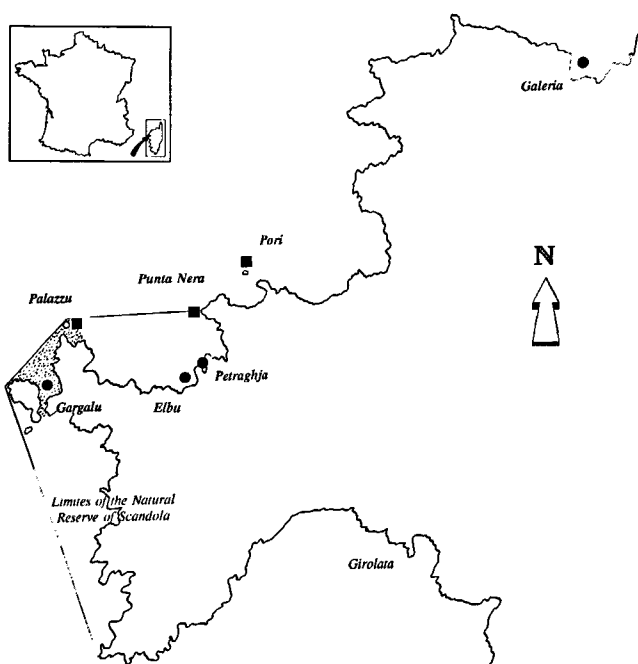 Galeria
Pori
N
Punta Nera
Palazzu
Petraghja
Gargalu
Elbu
Limites of the Natural
Reserve of Scandola
Girolata